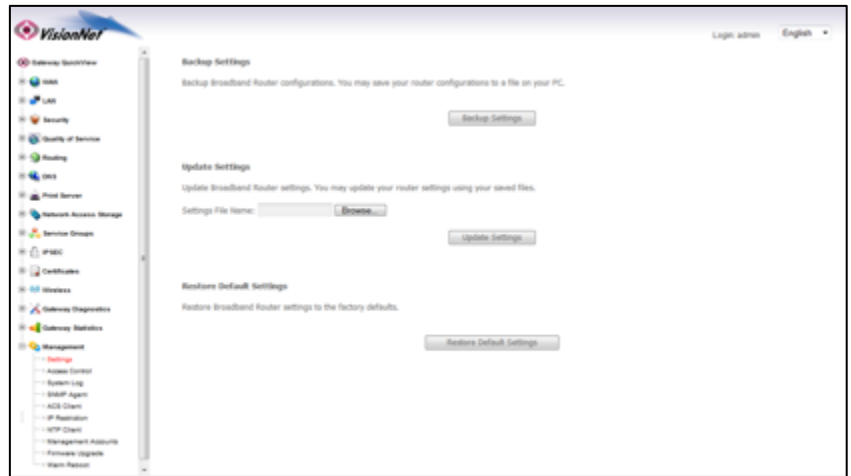 VisionNet
Login: admin
English
Gateway QuickView
WAN
LAN
Security
Quality of Service
Routing
DNS
Print Server
Network Access Storage
Service Groups
IPSEC
Certificates
Wireless
Gateway Diagnostics
Gateway Statistics
Management
Settings
Access Control
System Log
SNMP Agent
ACS Client
IP Restriction
NTP Client
Management Accounts
Firmware Upgrade
Warm Reboot
Backup Settings
Backup Broadband Router configurations. You may save your router configurations to a file on your PC.
Backup Settings
Update Settings
Update Broadband Router settings. You may update your router settings using your saved files.
Settings File Name: Browse...
Update Settings
Restore Default Settings
Restore Broadband Router settings to the factory defaults.
Restore Default Settings